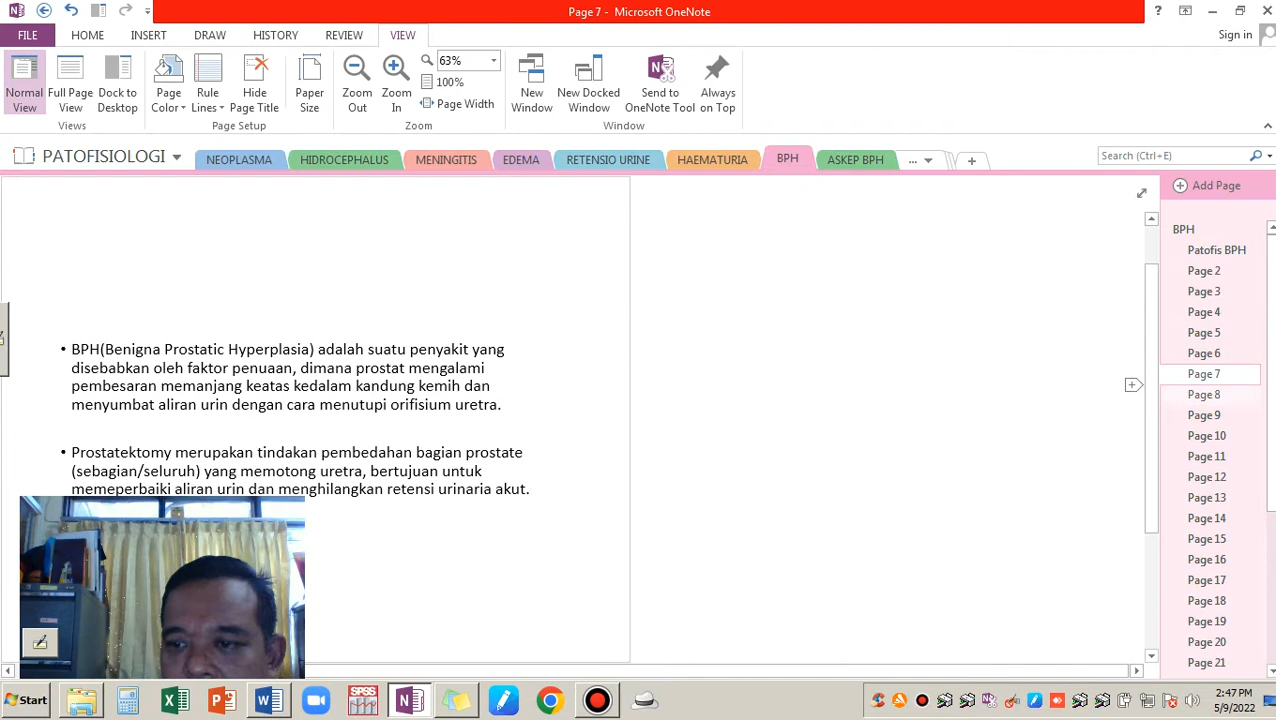 Page 7 - Microsoft OneNote
FILE HOME INSERT DRAW HISTORY REVIEW VIEW
Sign in
Normal View
Full Page View
Dock to Desktop
Page Color
Rule Lines
Hide Page Title
Paper Size
Zoom Out
Zoom In
63%
100%
Page Width
New Window
New Docked Window
Send to OneNote Tool
Always on Top
Views
Page Setup
Zoom
Window
PATOFISIOLOGI
NEOPLASMA
HIDROCEPHALUS
MENINGITIS
EDEMA
RETENSIO URINE
HAEMATURIA
BPH
ASKEP BPH
...
Search (Ctrl+E)
Add Page
• BPH(Benigna Prostatic Hyperplasia) adalah suatu penyakit yang
disebabkan oleh faktor penuaan, dimana prostat mengalami
pembesaran memanjang keatas kedalam kandung kemih dan
menyumbat aliran urin dengan cara menutupi orifisium uretra.
• Prostatektomy merupakan tindakan pembedahan bagian prostate
(sebagian/seluruh) yang memotong uretra, bertujuan untuk
memeperbaiki aliran urin dan menghilangkan retensi urinaria akut.
BPH
Patofis BPH
Page 2
Page 3
Page 4
Page 5
Page 6
Page 7
Page 8
Page 9
Page 10
Page 11
Page 12
Page 13
Page 14
Page 15
Page 16
Page 17
Page 18
Page 19
Page 20
Page 21
Start
SPSS
2:47 PM
5/9/2022